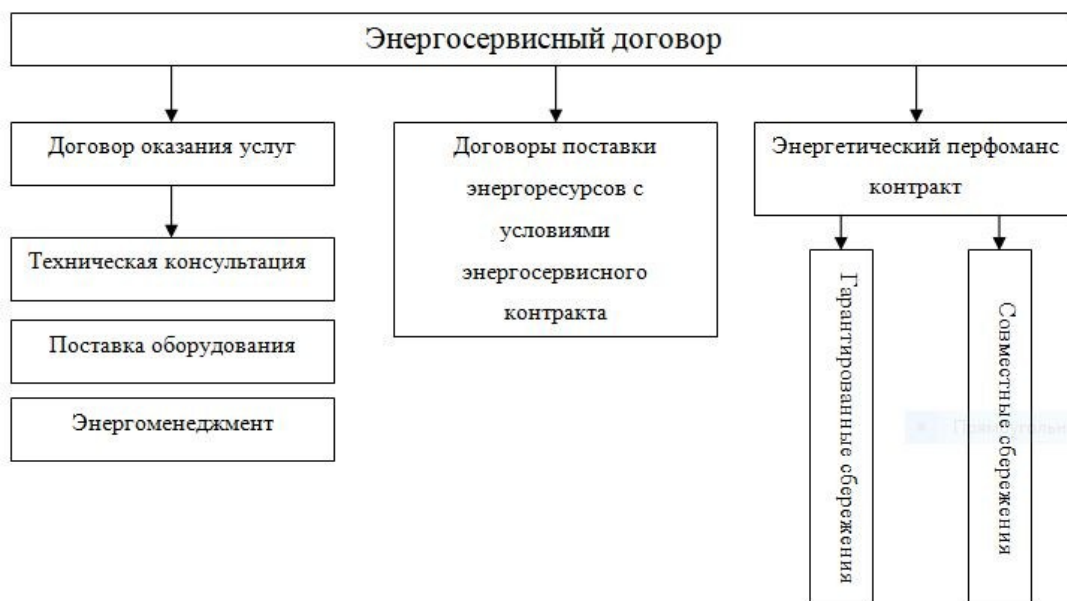 Энергосервисный договор
Договор оказания услуг
Техническая консультация
Поставка оборудования
Энергоменеджмент
Договоры поставки
энергоресурсов с
условиями
энергосервисного
контракта
Энергетический перфоманс
контракт
Гарантированные сбережения
Совместные сбережения